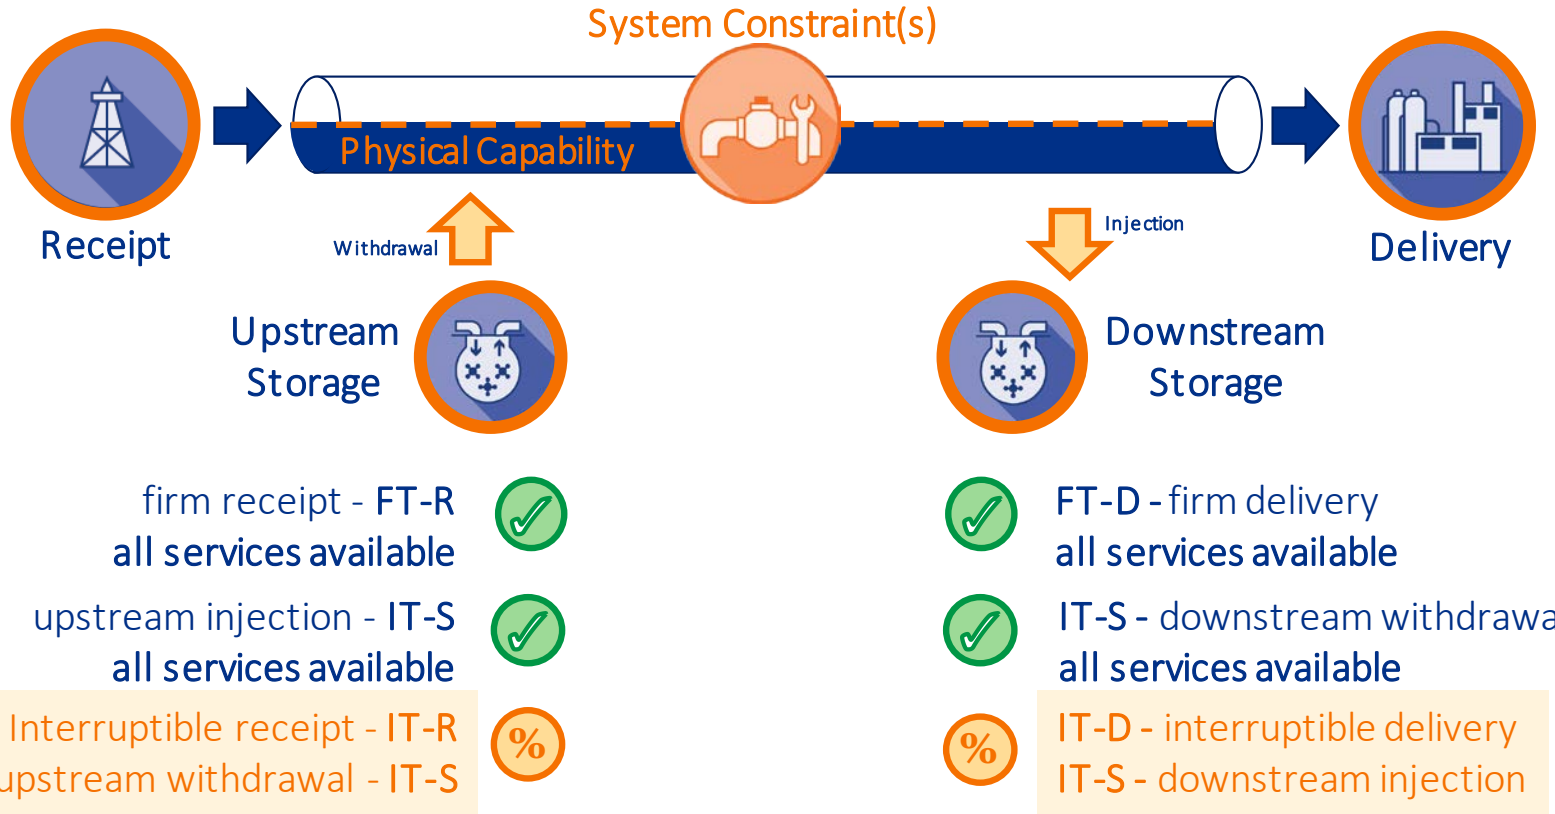 System Constraint(s)
Physical Capability
Receipt
Withdrawal
Injection
Delivery
Upstream
Storage
Downstream
Storage
firm receipt - FT-R
all services available
upstream injection - IT-S
all services available
Interruptible receipt - IT-R
upstream withdrawal - IT-S
%
FT-D - firm delivery
all services available
IT-S - downstream withdrawa
all services available
%
IT-D - interruptible delivery
IT-S - downstream injection